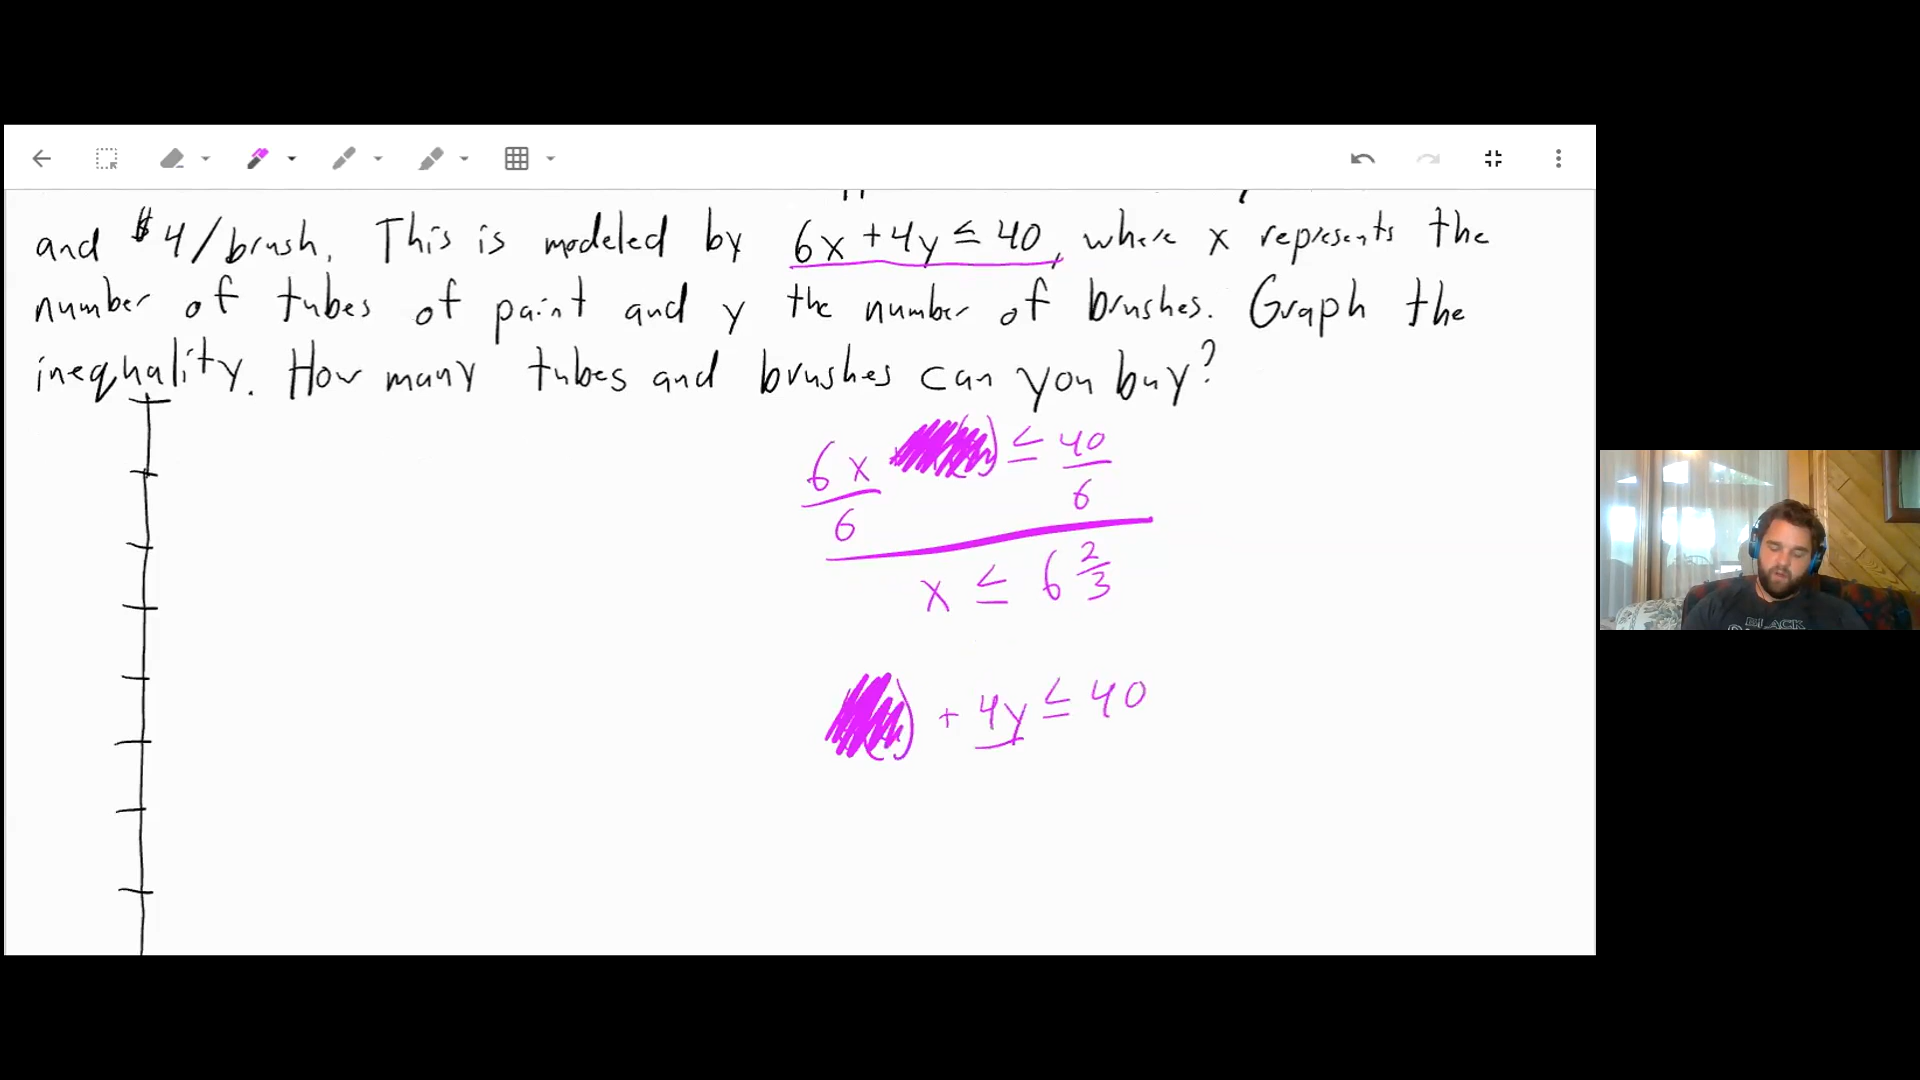 and $4/brush. This is modeled by 6x + 4y ≤ 40, where x represents the
number of tubes of paint and y the number of brushes. Graph the
inequality. How many tubes and brushes can you buy?
6x ≤ 40
6 6
x ≤ 6 2/3
+ 4y ≤ 40
BLACK